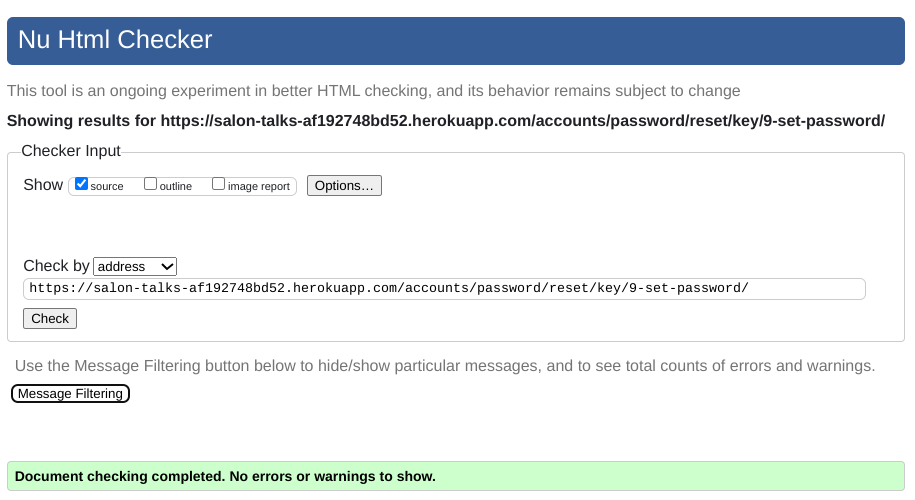 Nu Html Checker
This tool is an ongoing experiment in better HTML checking, and its behavior remains subject to change
Showing results for https://salon-talks-af192748bd52.herokuapp.com/accounts/password/reset/key/9-set-password/
Checker Input
Show source outline image report Options...
Check by address
https://salon-talks-af192748bd52.herokuapp.com/accounts/password/reset/key/9-set-password/
Check
Use the Message Filtering button below to hide/show particular messages, and to see total counts of errors and warnings.
Message Filtering
Document checking completed. No errors or warnings to show.